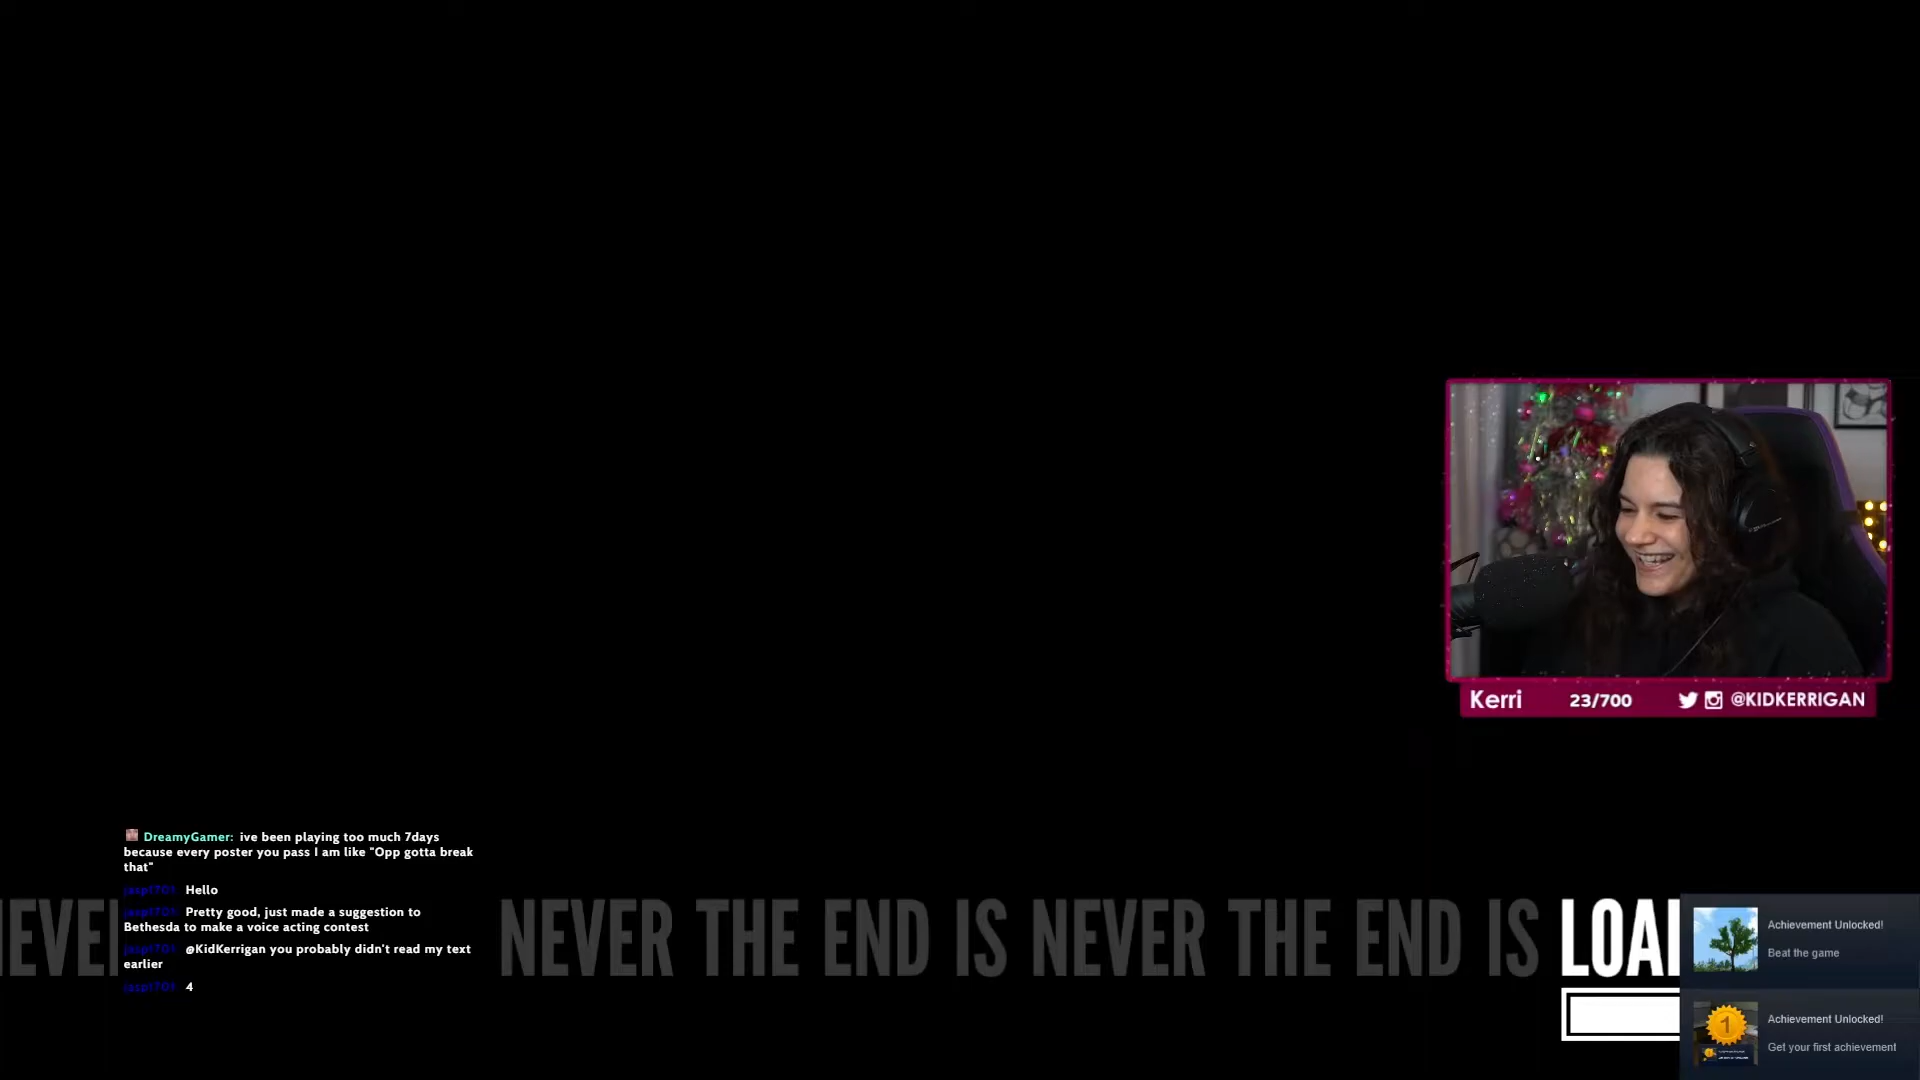 DreamyGamer: ive been playing too much 7days
because every poster you pass I am like "Opp gotta break
that"
Hello
Pretty good, just made a suggestion to
Bethesda to make a voice acting contest
@KidKerrigan you probably didn't read my text
earlier
4
NEVER THE END IS NEVER THE END IS
Kerri 23/700 @KIDKERRIGAN
Achievement Unlocked!
Beat the game
Achievement Unlocked!
Get your first achievement